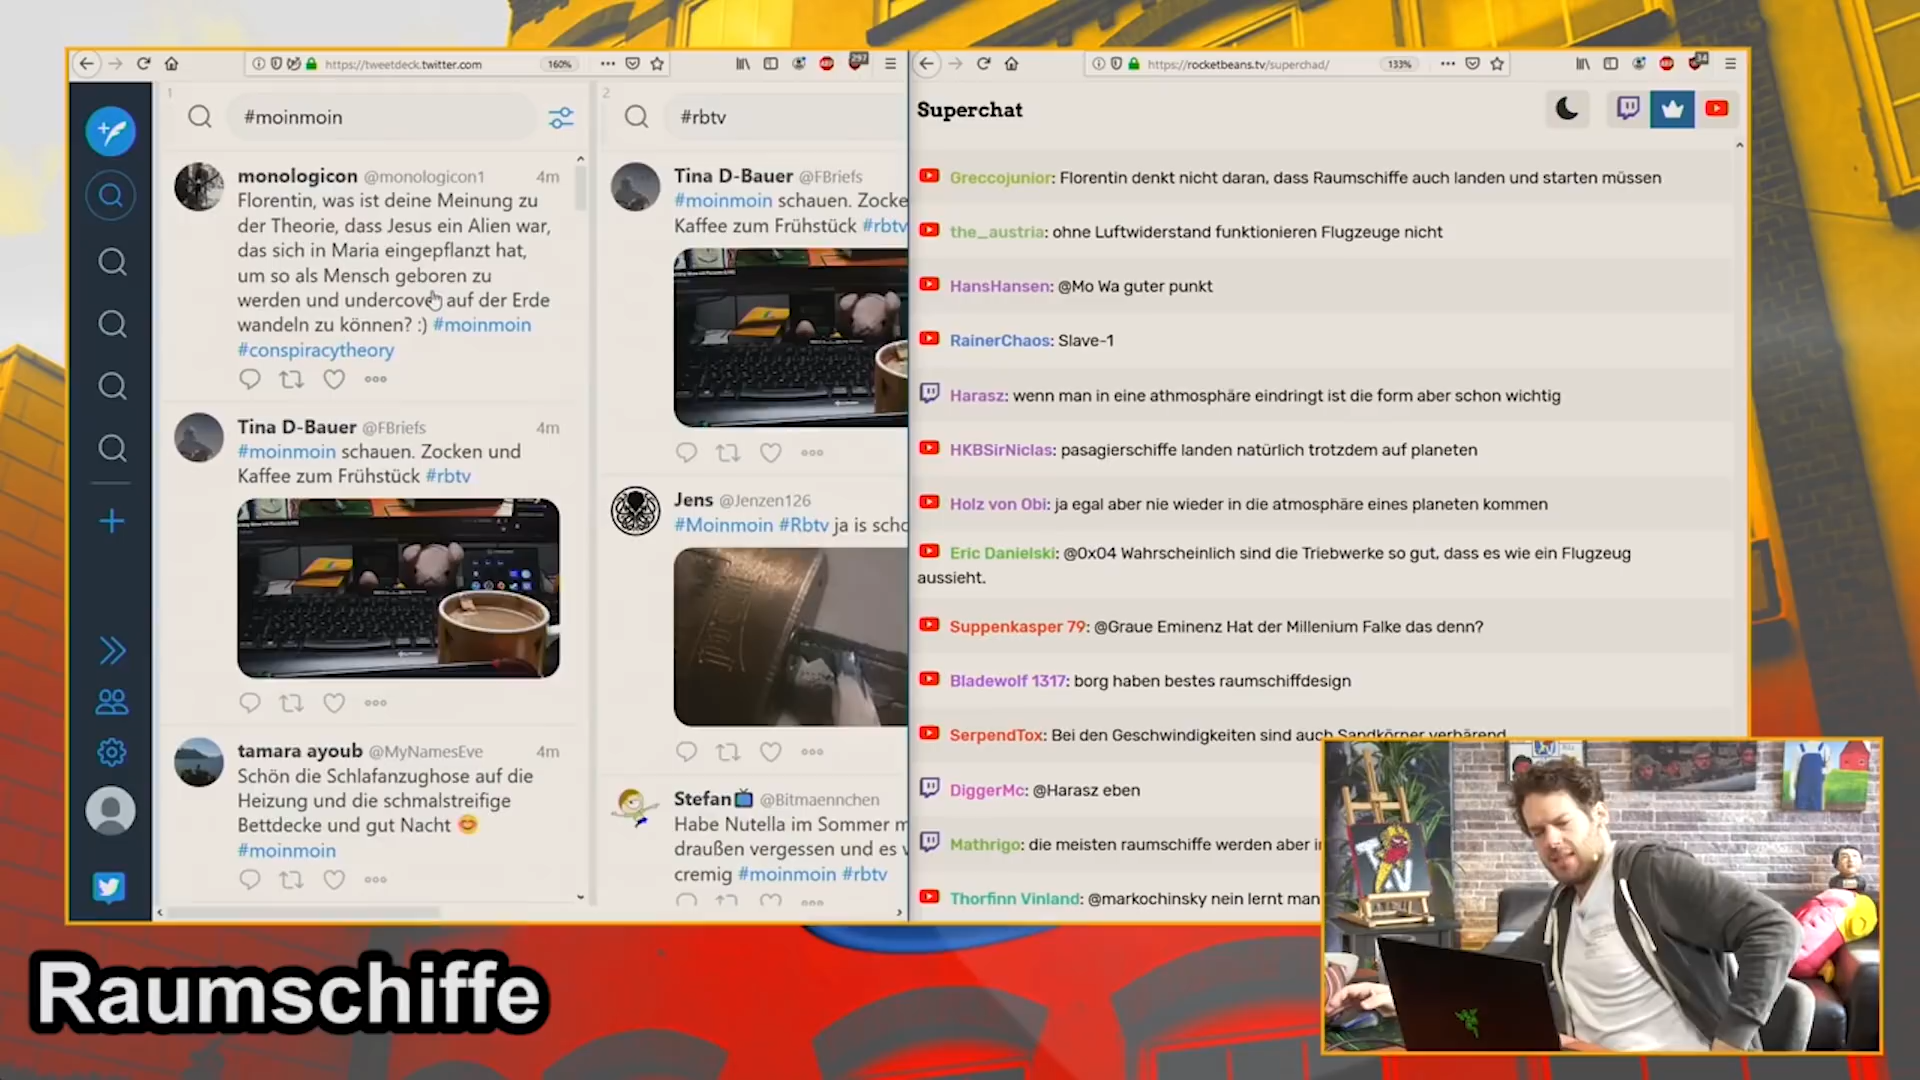 https://tweetdeck.twitter.com
160%
1
#moinmoin
monologicon @monologicon1 4m
Florentin, was ist deine Meinung zu
der Theorie, dass Jesus ein Alien war,
das sich in Maria eingepflanzt hat,
um so als Mensch geboren zu
werden und undercover auf der Erde
wandeln zu können? :) #moinmoin
#conspiracytheory
Tina D-Bauer @FBriefs 4m
#moinmoin schauen. Zocken und
Kaffee zum Frühstück #rbtv
tamara ayoub @MyNamesEve 4m
Schön die Schlafanzughose auf die
Heizung und die schmalstreifige
Bettdecke und gut Nacht 😊
#moinmoin
2
#rbtv
Tina D-Bauer @FBriefs
#moinmoin schauen. Zocke
Kaffee zum Frühstück #rbtv
Jens @Jenzen126
#Moinmoin #Rbtv ja is scho
Stefan📺 @Bitmaennchen
Habe Nutella im Sommer m
draußen vergessen und es
cremig #moinmoin #rbtv
https://rocketbeans.tv/superchad/
133%
Superchat
Greccojunior: Florentin denkt nicht daran, dass Raumschiffe auch landen und starten müssen
the_austria: ohne Luftwiderstand funktionieren Flugzeuge nicht
HansHansen: @Mo Wa guter punkt
RainerChaos: Slave-1
Harasz: wenn man in eine athmosphäre eindringt ist die form aber schon wichtig
HKBSirNiclas: pasagierschiffe landen natürlich trotzdem auf planeten
Holz von Obi: ja egal aber nie wieder in die atmosphäre eines planeten kommen
Eric Danielski: @0x04 Wahrscheinlich sind die Triebwerke so gut, dass es wie ein Flugzeug
aussieht.
Suppenkasper 79: @Graue Eminenz Hat der Millenium Falke das denn?
Bladewolf 1317: borg haben bestes raumschiffdesign
SerpendTox: Bei den Geschwindigkeiten sind auch Sandkörner verhärend
DiggerMc: @Harasz eben
Mathrigo: die meisten raumschiffe werden aber
Thorfinn Vinland: @markochinsky nein lernt man
Raumschiffe